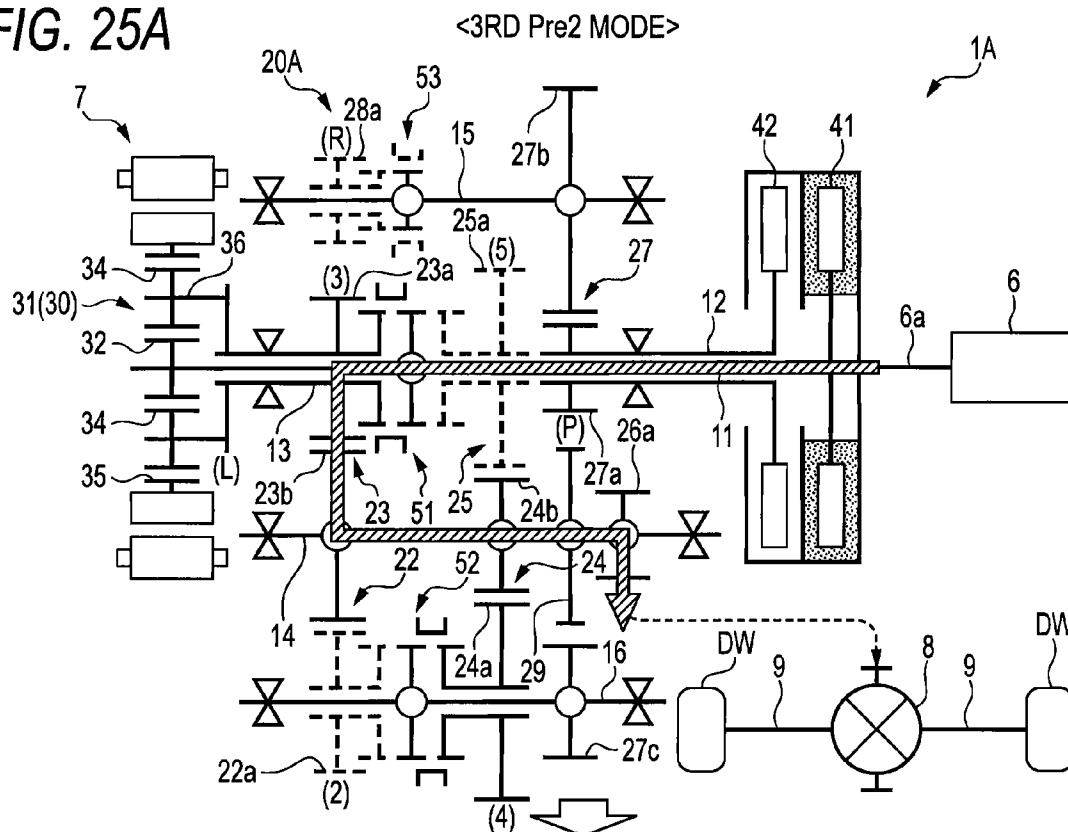 FIG. 25A
<3RD Pre2 MODE>
1A
20A
53
7
28a
(R)
42
41
27b
15
25a
(5)
27
34
36
23a
(3)
31(30)
12
6
6a
32
34
13
(P)
26a
11
35
(L)
23b
23
51
25
24b
27a
22
52
24
14
24a
29
16
DW
8
DW
9
9
22a
(2)
27c
(4)